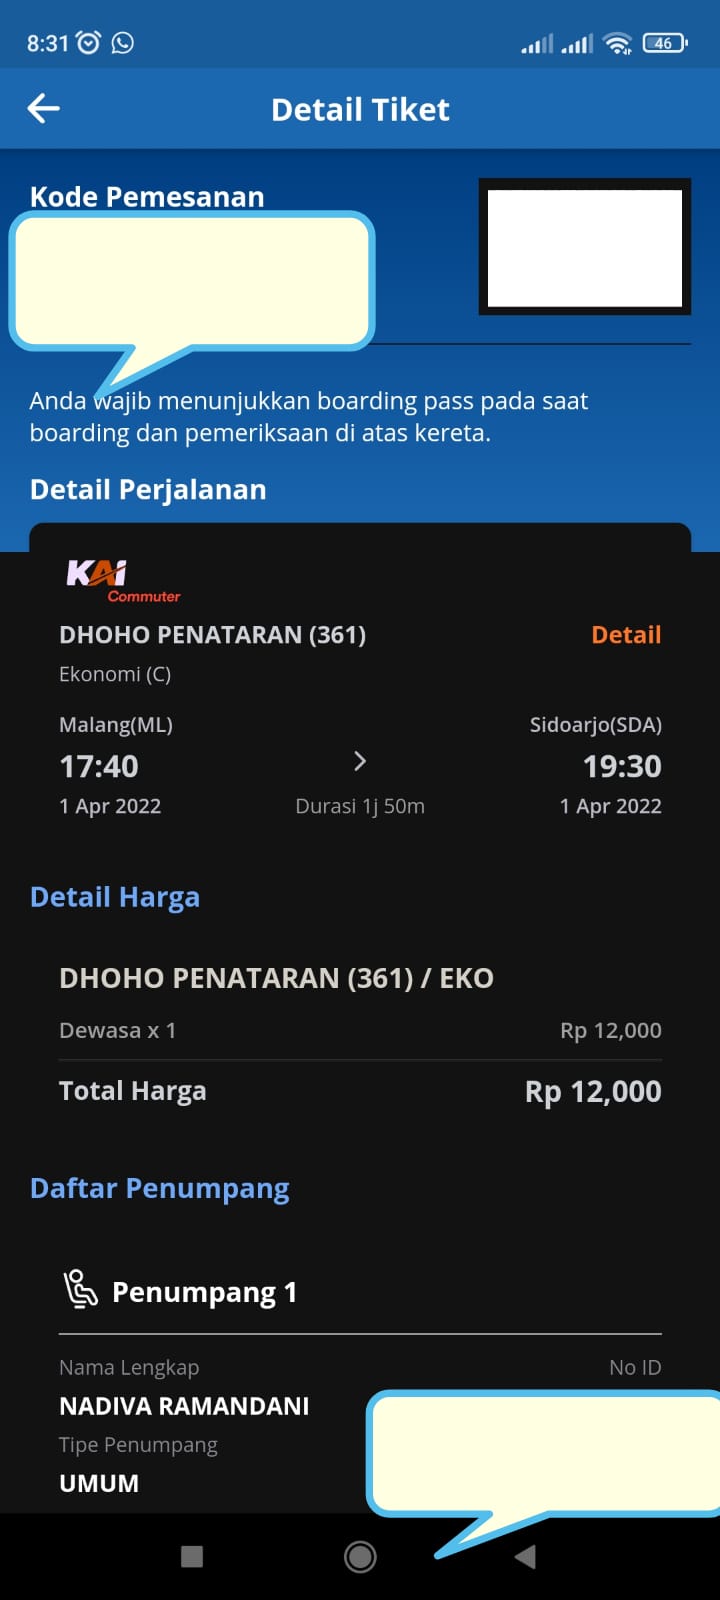 8:31
46
Detail Tiket
Kode Pemesanan
Anda wajib menunjukkan boarding pass pada saat
boarding dan pemeriksaan di atas kereta.
Detail Perjalanan
KAI
Commuter
DHOHO PENATARAN (361) Detail
Ekonomi (C)
Malang(ML) Sidoarjo(SDA)
17:40 19:30
1 Apr 2022 Durasi 1j 50m 1 Apr 2022
Detail Harga
DHOHO PENATARAN (361) / EKO
Dewasa x 1 Rp 12,000
Total Harga Rp 12,000
Daftar Penumpang
Penumpang 1
Nama Lengkap No ID
NADIVA RAMANDANI
Tipe Penumpang
UMUM